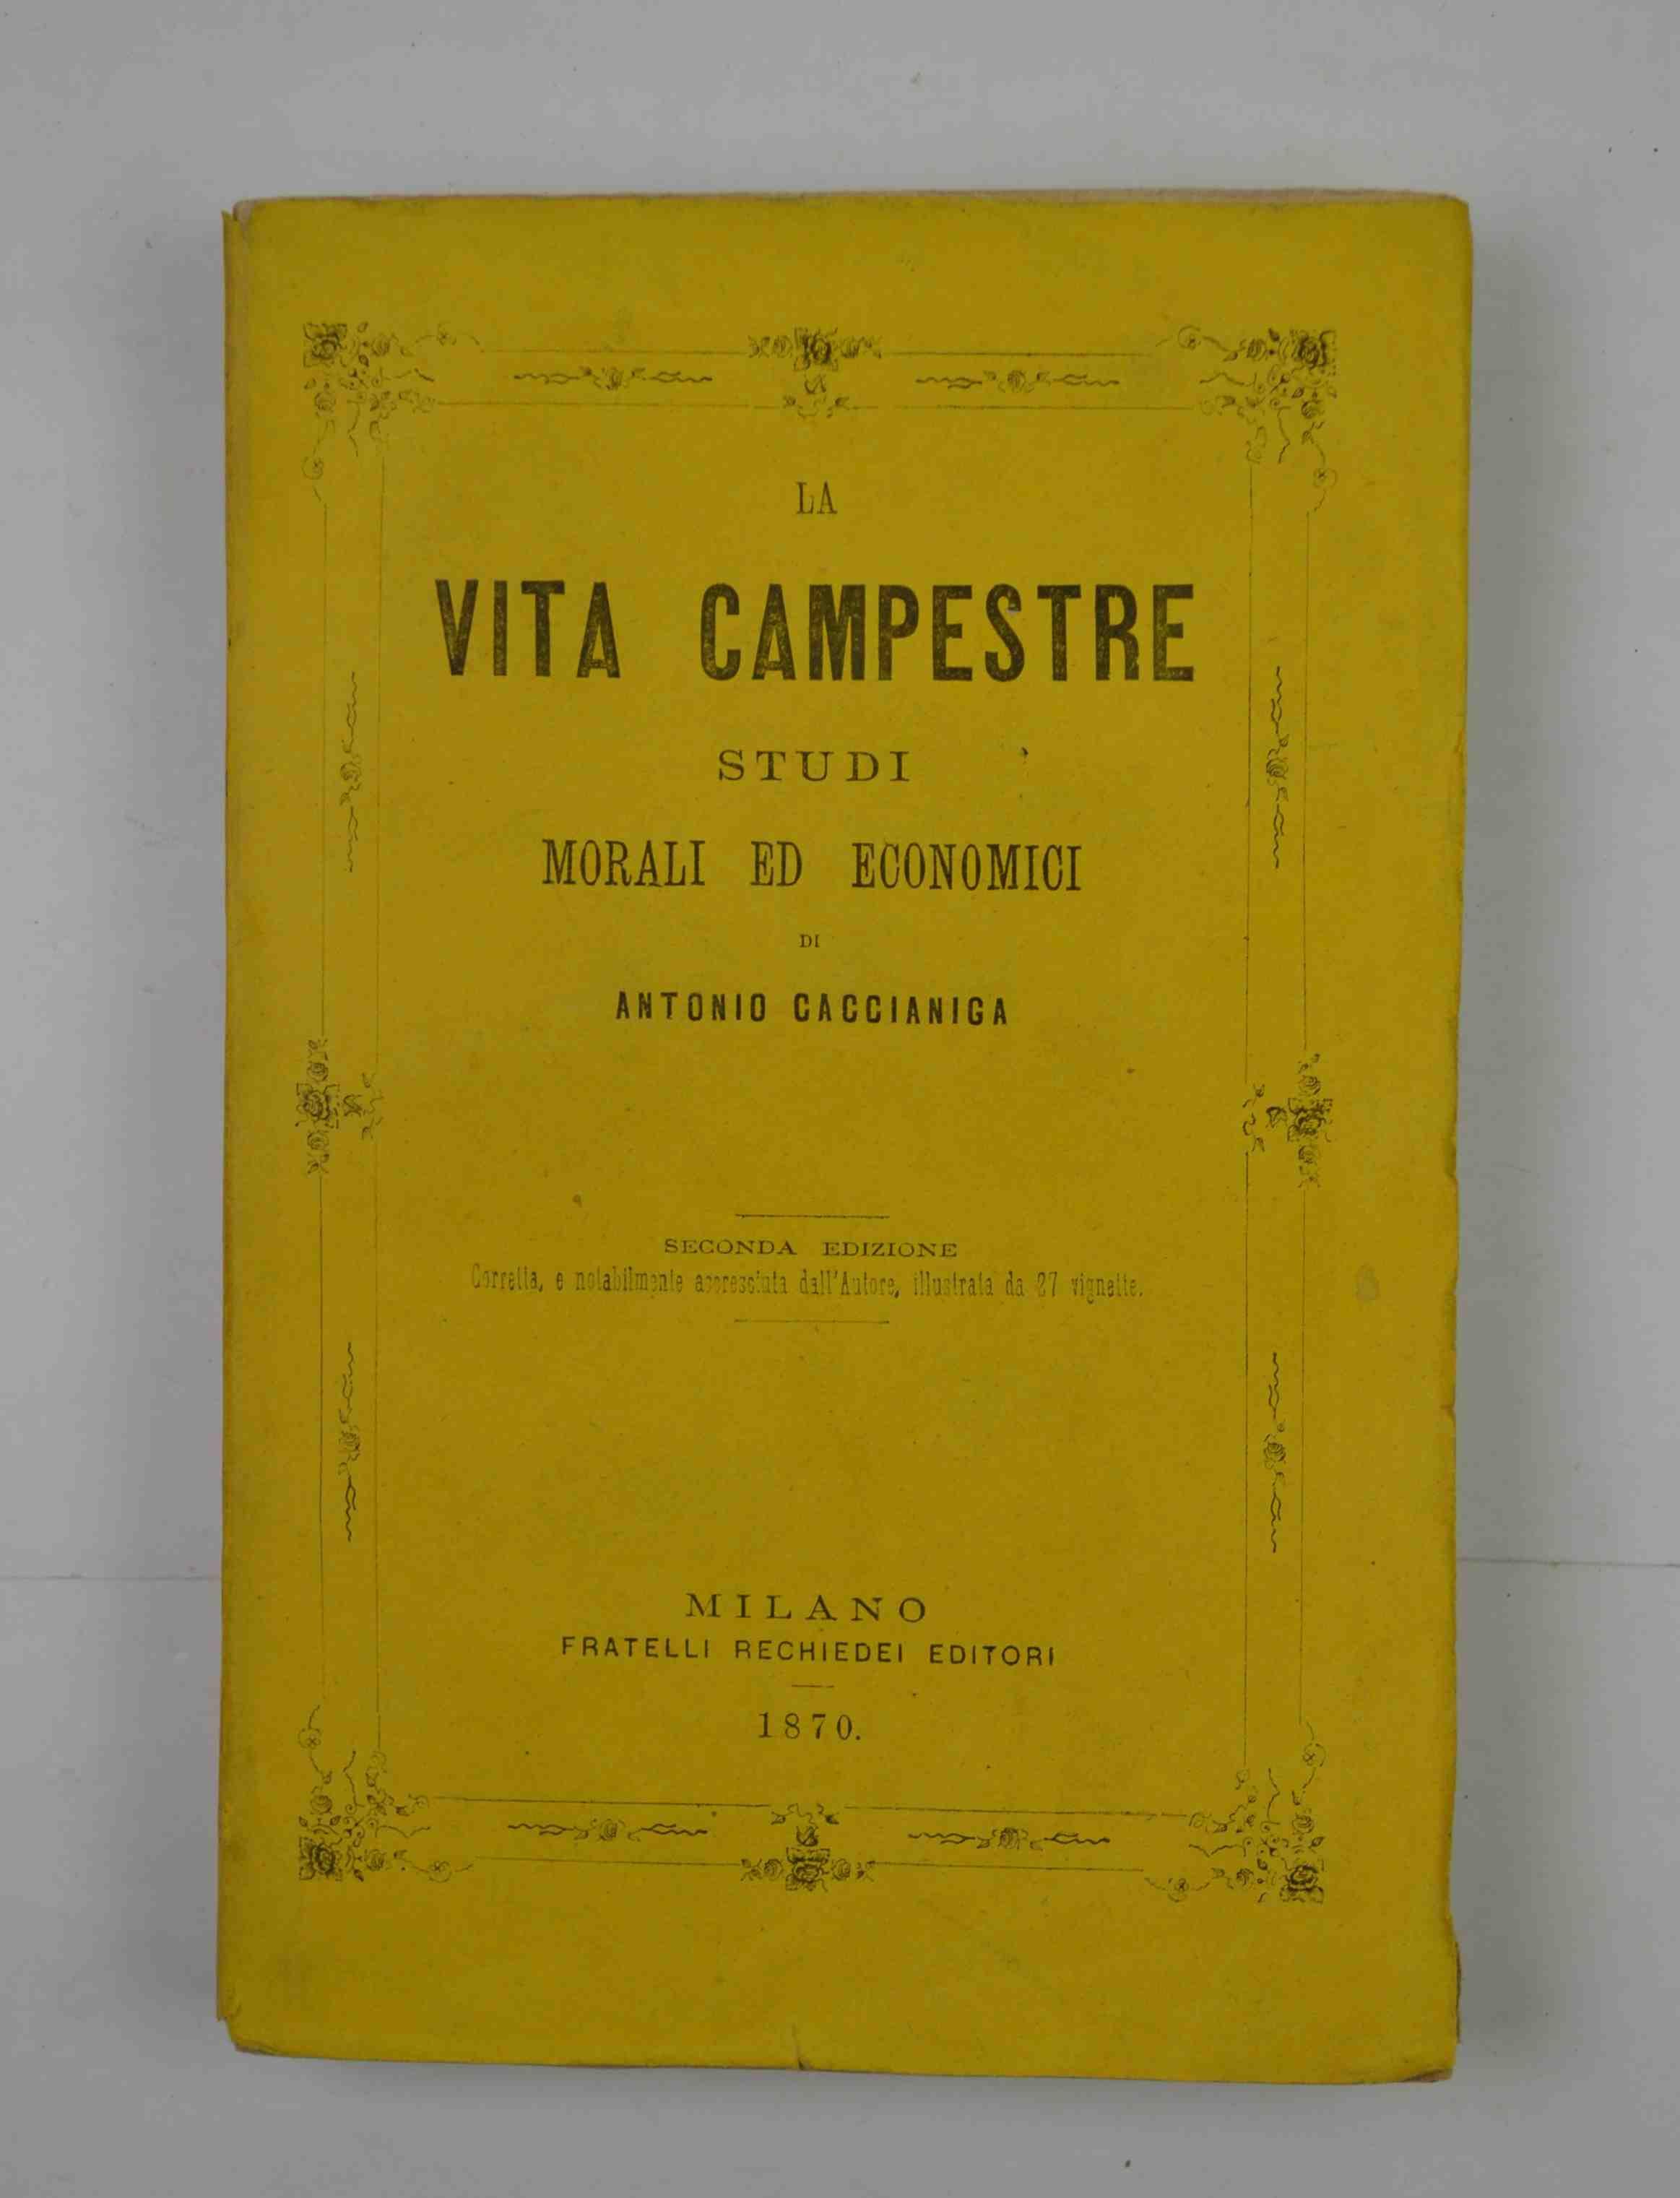 LA
VITA CAMPESTRE
STUDI
MORALI ED ECONOMICI
DI
ANTONIO CACCIANIGA
SECONDA EDIZIONE
Corretta, e notabilmente accresciuta dall'Autore, illustrata da 27 vignette.
MILANO
FRATELLI RECHIEDEI EDITORI
1870.